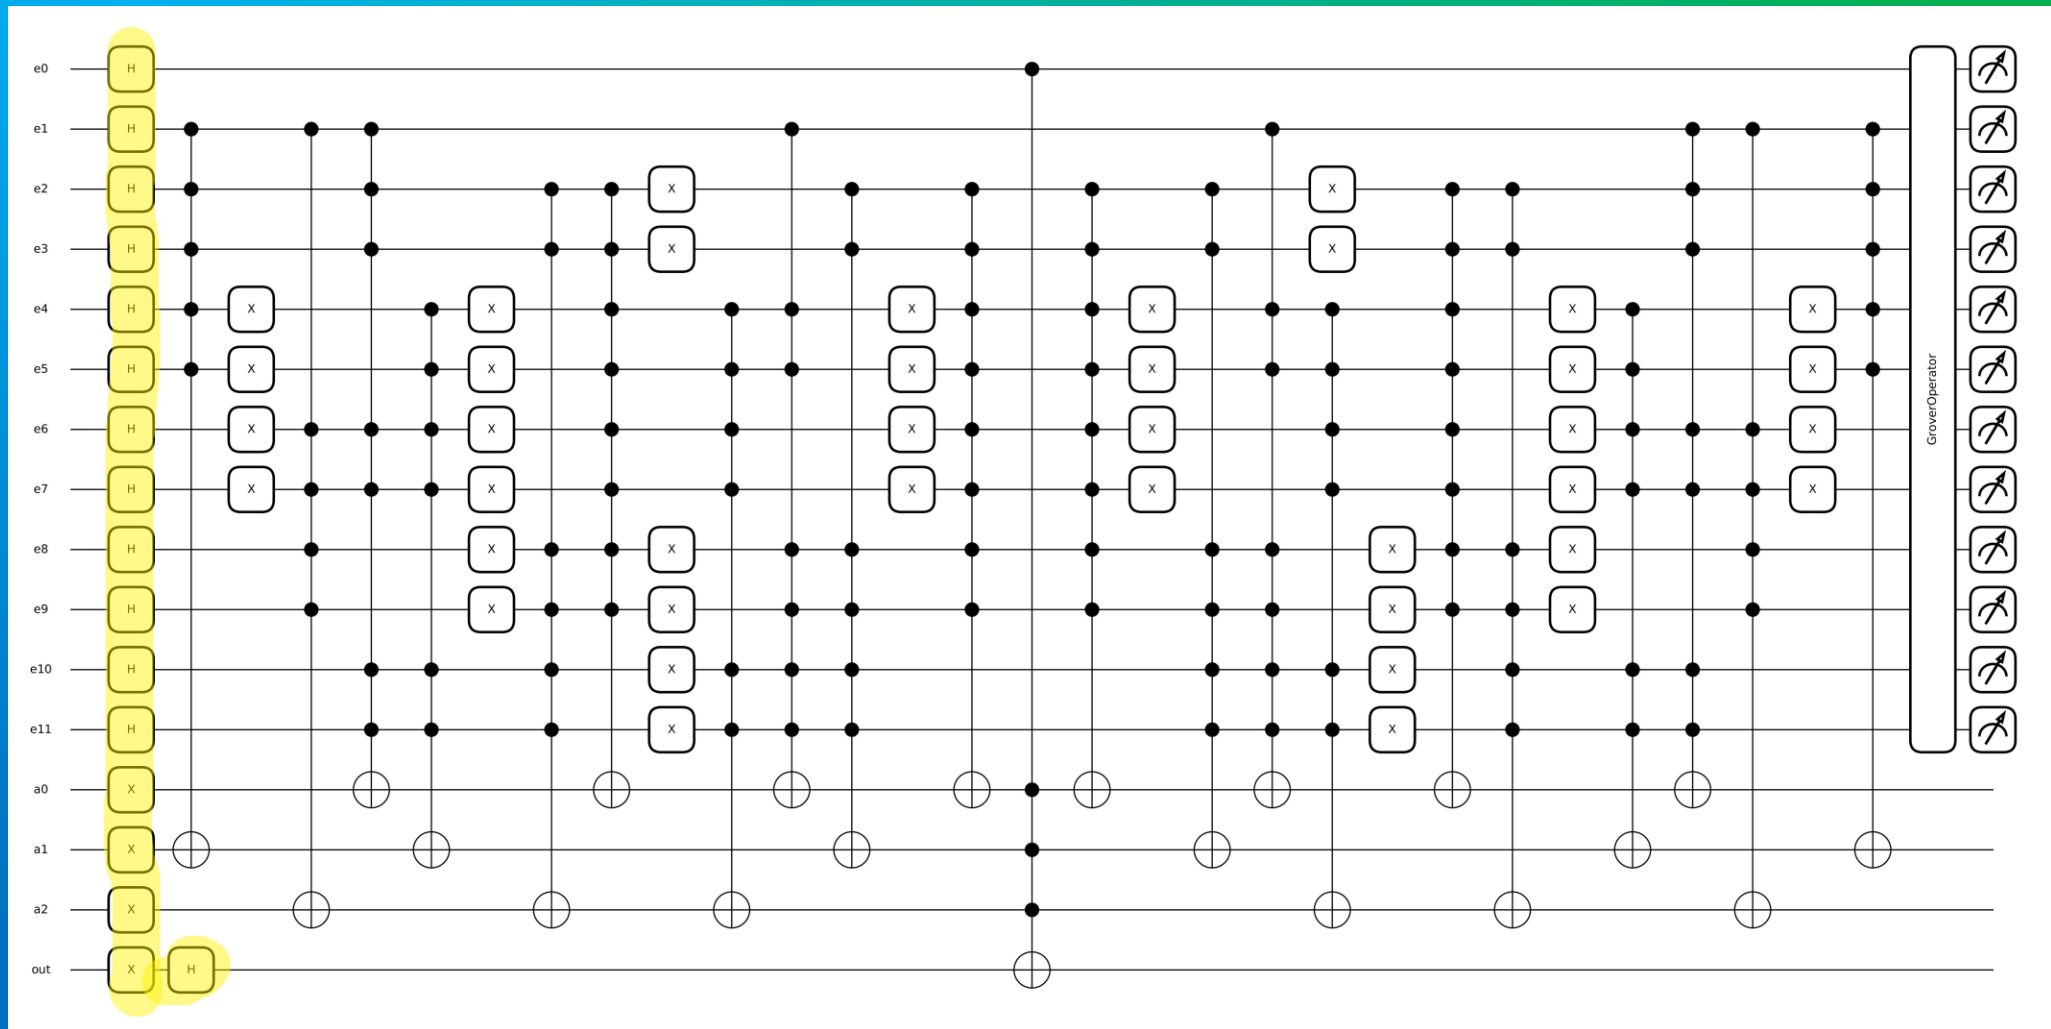 e0 H
e1 H
e2 H X X
e3 H X X
e4 H X X X X X X
e5 H X X X X X X
e6 H X X X X X X
e7 H X X X X X X
e8 H X X X X
e9 H X X X X
e10 H X X
e11 H X X
GroverOperator
a0 X
a1 X
a2 X
out X H